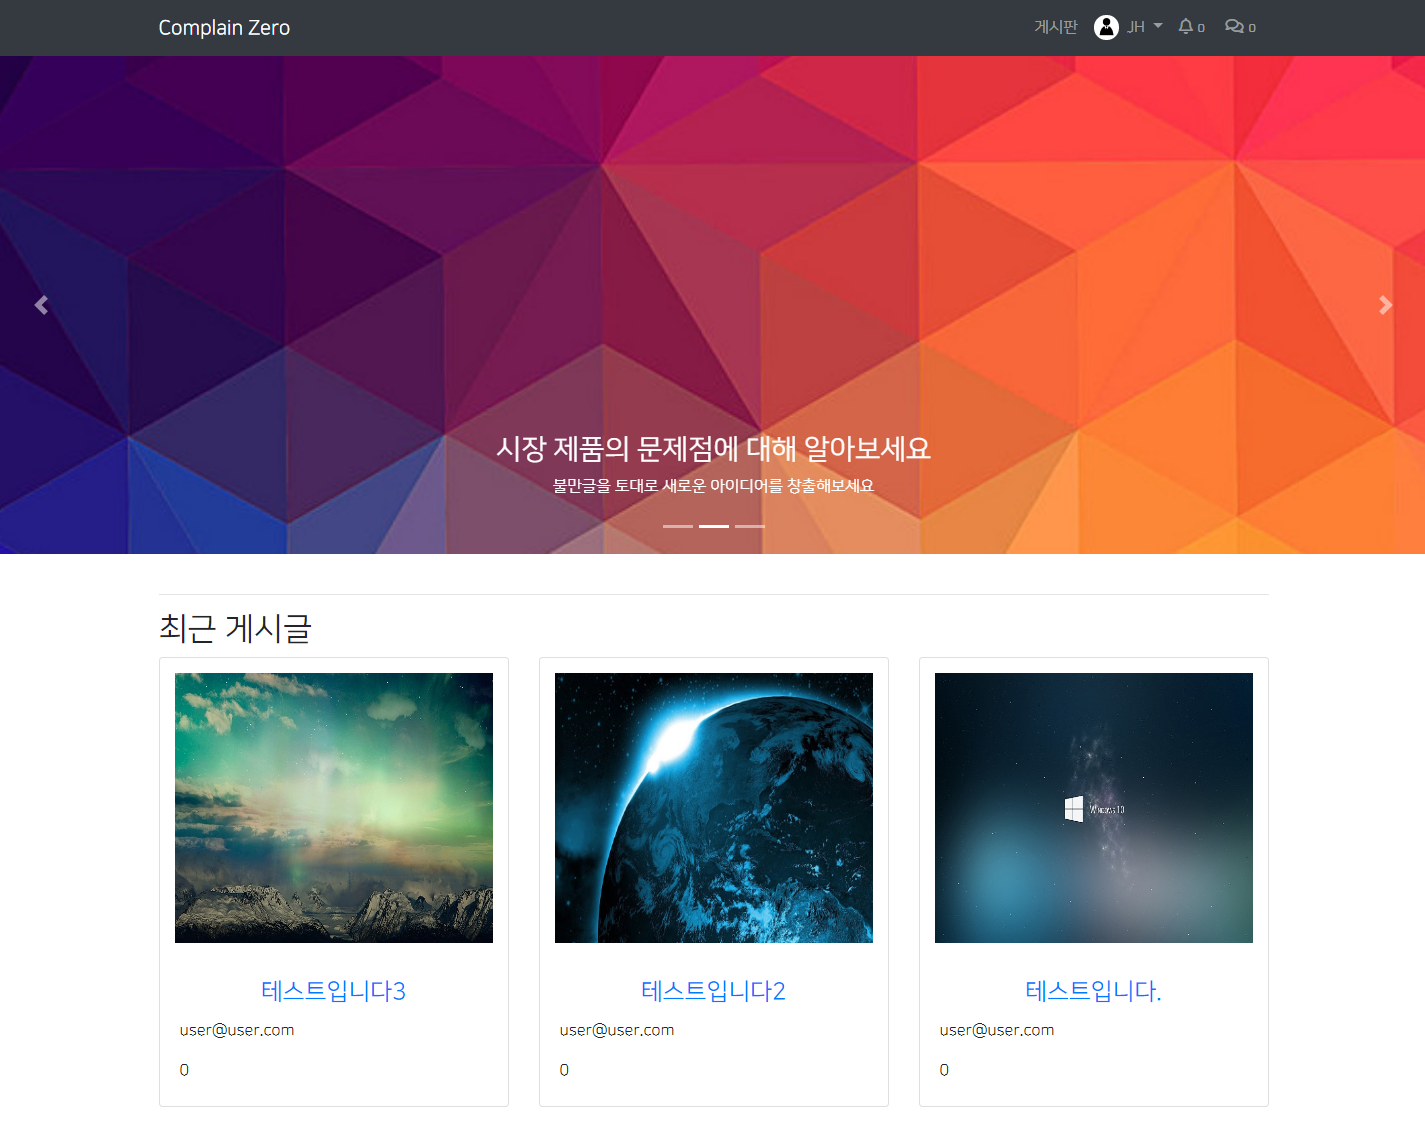 Complain Zero
게시판 JH 0 0
시장 제품의 문제점에 대해 알아보세요
불만글을 토대로 새로운 아이디어를 창출해보세요
최근 게시글
Windows 10
테스트입니다3
user@user.com
0
테스트입니다2
user@user.com
0
테스트입니다.
user@user.com
0